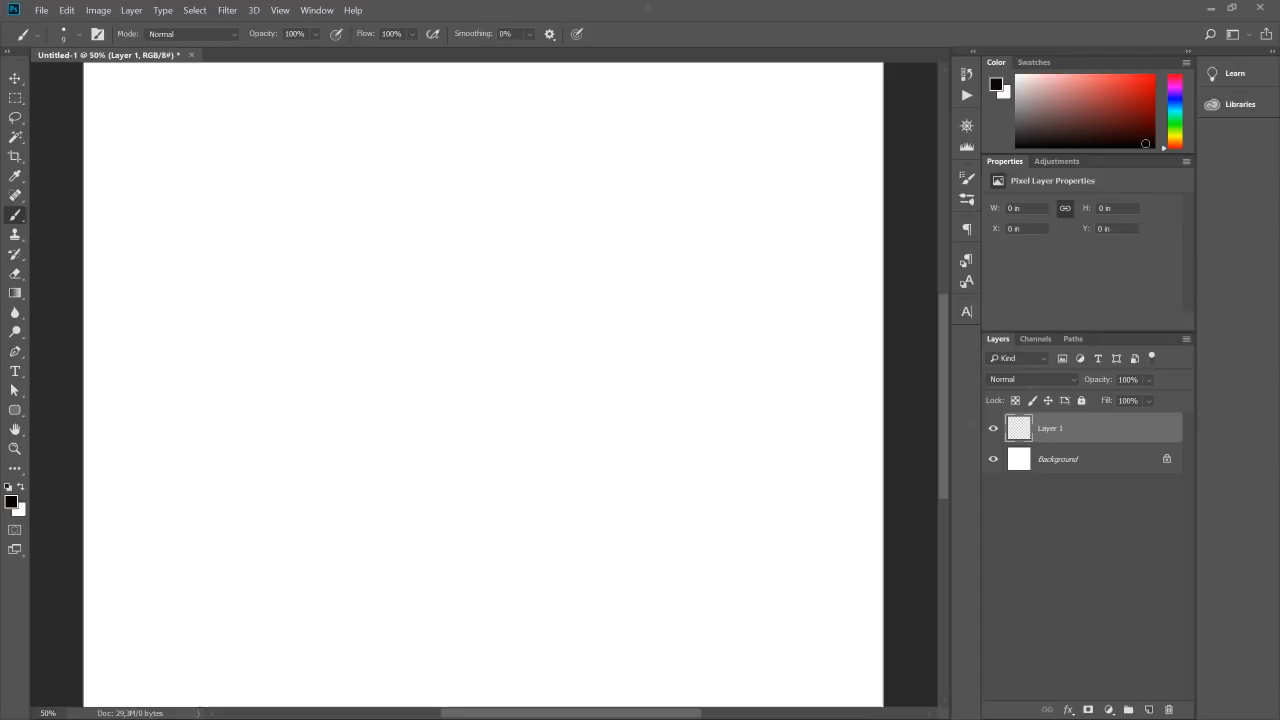 Ps File Edit Image Layer Type Select Filter 3D View Window Help
9 Mode: Normal Opacity: 100% Flow: 100% Smoothing: 0%
Untitled-1 @ 50% (Layer 1, RGB/8#) * ×
Color Swatches
Learn
Libraries
Properties Adjustments
Pixel Layer Properties
W: 0 in H: 0 in
X: 0 in Y: 0 in
Layers Channels Paths
Kind
Normal Opacity: 100%
Lock: Fill: 100%
Layer 1
Background
50% Doc: 29,3M/0 bytes